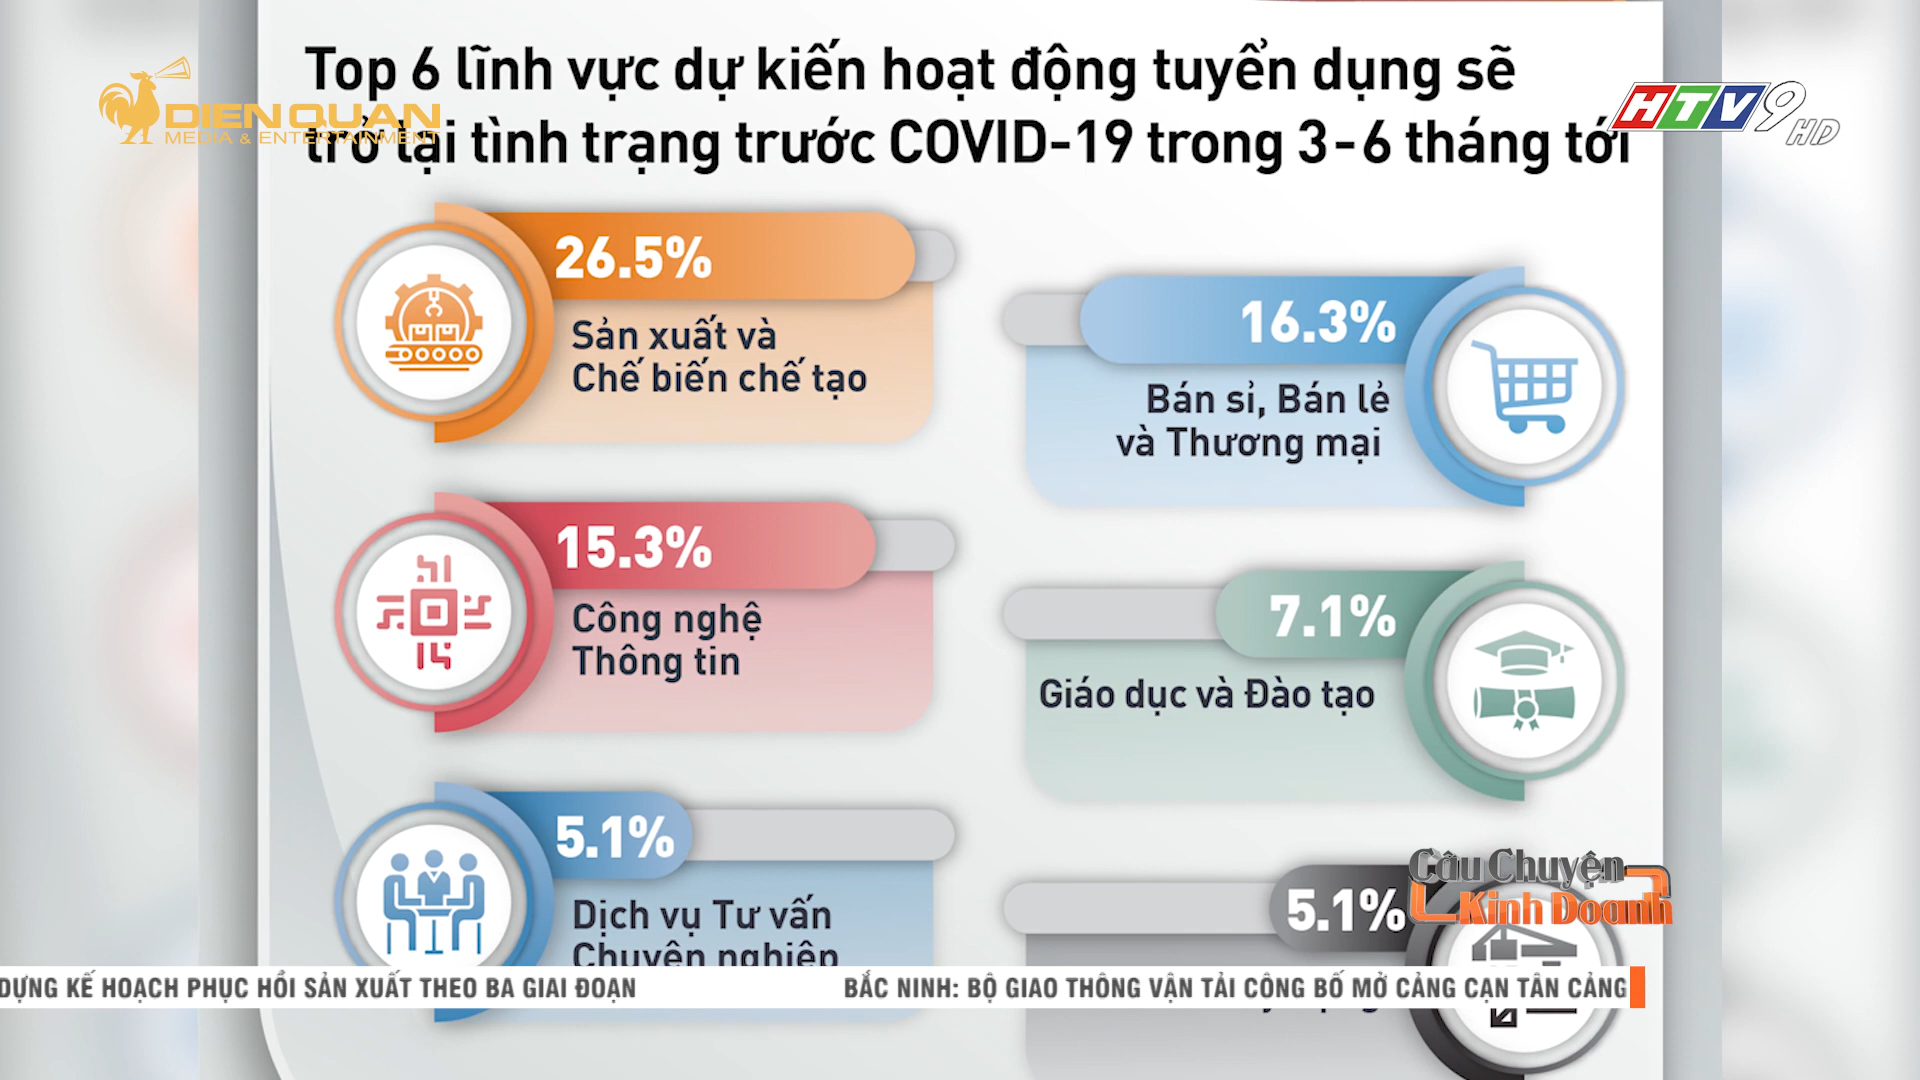 Top 6 lĩnh vực dự kiến hoạt động tuyển dụng sẽ
trở lại tình trạng trước COVID-19 trong 3-6 tháng tới
DIEN QUAN
MEDIA & ENTERTAINMENT
HTV9
HD
26.5%
Sản xuất và
Chế biến chế tạo
16.3%
Bán sỉ, Bán lẻ
và Thương mại
15.3%
Công nghệ
Thông tin
7.1%
Giáo dục và Đào tạo
5.1%
Dịch vụ Tư vấn
Chuyên nghiệp
5.1%
Câu Chuyện
Kinh Doanh
DỰNG KẾ HOẠCH PHỤC HỒI SẢN XUẤT THEO BA GIAI ĐOẠN
BẮC NINH: BỘ GIAO THÔNG VẬN TẢI CÔNG BỐ MỞ CẢNG CẠN TÂN CẢNG